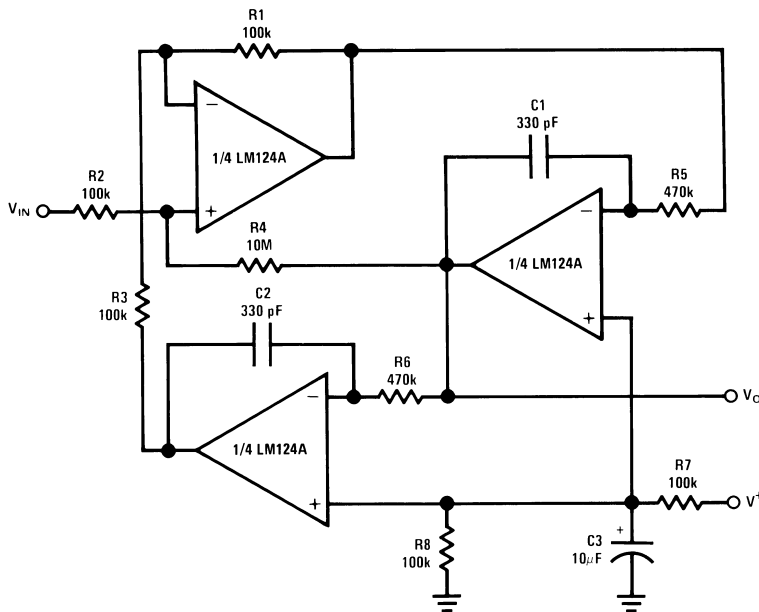 R1
100k
−
1/4 LM124A
+
R2
100k
VIN
R4
10M
C1
330 pF
R5
470k
−
1/4 LM124A
+
R3
100k
C2
330 pF
R6
470k
−
1/4 LM124A
+
VO
R7
100k
V+
R8
100k
+
C3
10μF